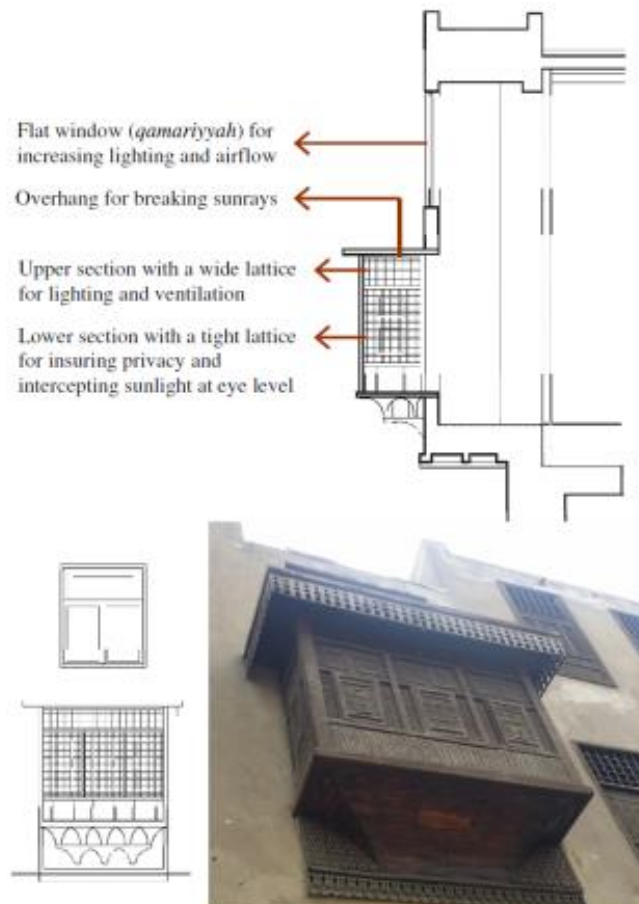 Flat window (qamariyyah) for
increasing lighting and airflow
Overhang for breaking sunrays
Upper section with a wide lattice
for lighting and ventilation
Lower section with a tight lattice
for insuring privacy and
intercepting sunlight at eye level